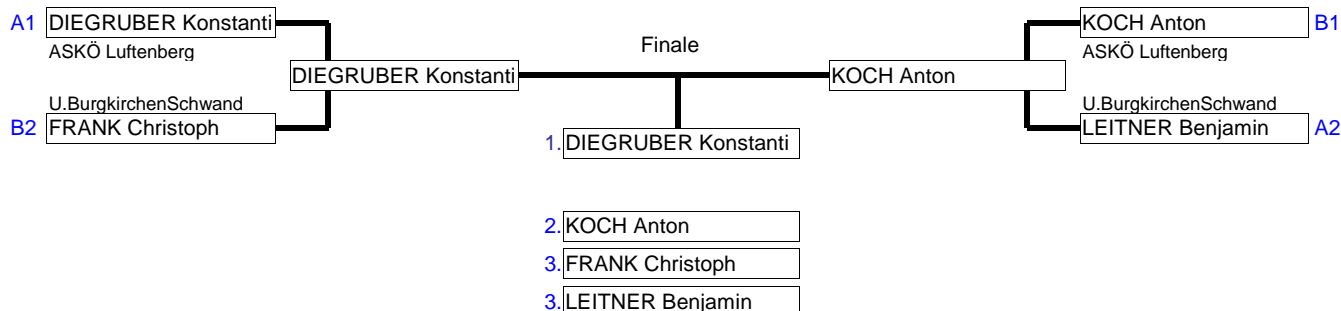 A1 DIEGRUBER Konstanti
ASKÖ Luftenberg
U.BurgkirchenSchwand
B2 FRANK Christoph
DIEGRUBER Konstanti
Finale
KOCH Anton
KOCH Anton B1
ASKÖ Luftenberg
U.BurgkirchenSchwand
LEITNER Benjamin A2
1. DIEGRUBER Konstanti
2. KOCH Anton
3. FRANK Christoph
3. LEITNER Benjamin